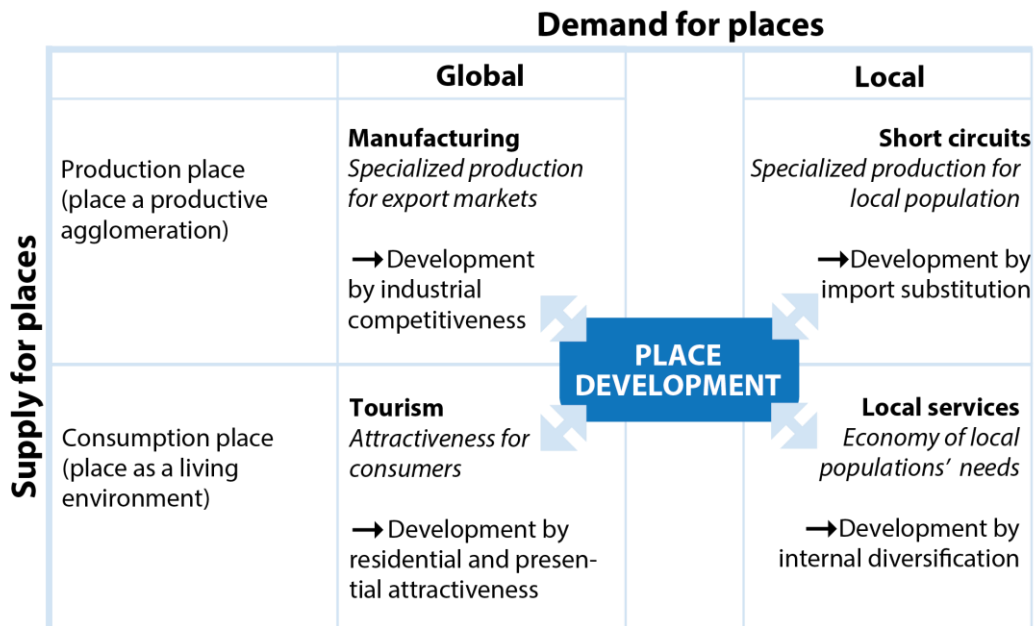 Demand for places
Global
Local
Supply for places
Production place
(place a productive
agglomeration)
Manufacturing
Specialized production
for export markets
→Development
by industrial
competitiveness
Short circuits
Specialized production for
local population
→Development by
import substitution
PLACE
DEVELOPMENT
Consumption place
(place as a living
environment)
Tourism
Attractiveness for
consumers
→Development by
residential and presen-
tial attractiveness
Local services
Economy of local
populations’ needs
→Development by
internal diversification